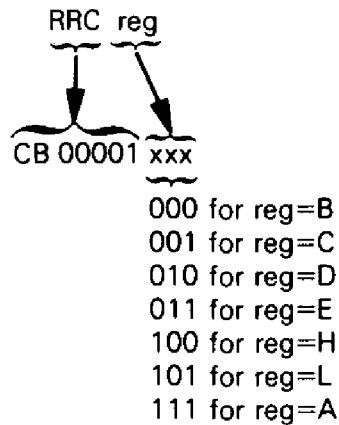 RRC reg
CB 00001 xxx
000 for reg=B
001 for reg=C
010 for reg=D
011 for reg=E
100 for reg=H
101 for reg=L
111 for reg=A